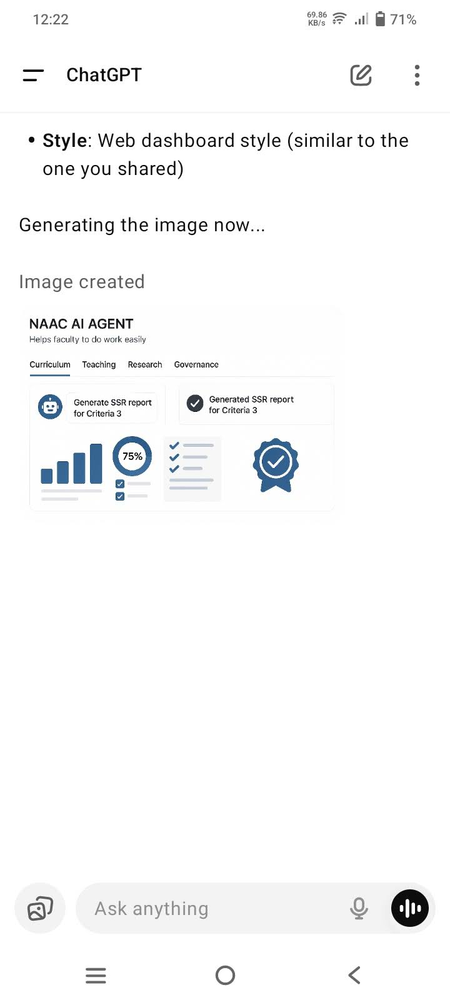 12:22
69.86
KB/s
71%
ChatGPT
• Style: Web dashboard style (similar to the
one you shared)
Generating the image now...
Image created
NAAC AI AGENT
Helps faculty to do work easily
Curriculum Teaching Research Governance
Generate SSR report
for Criteria 3
Generated SSR report
for Criteria 3
75%
Ask anything